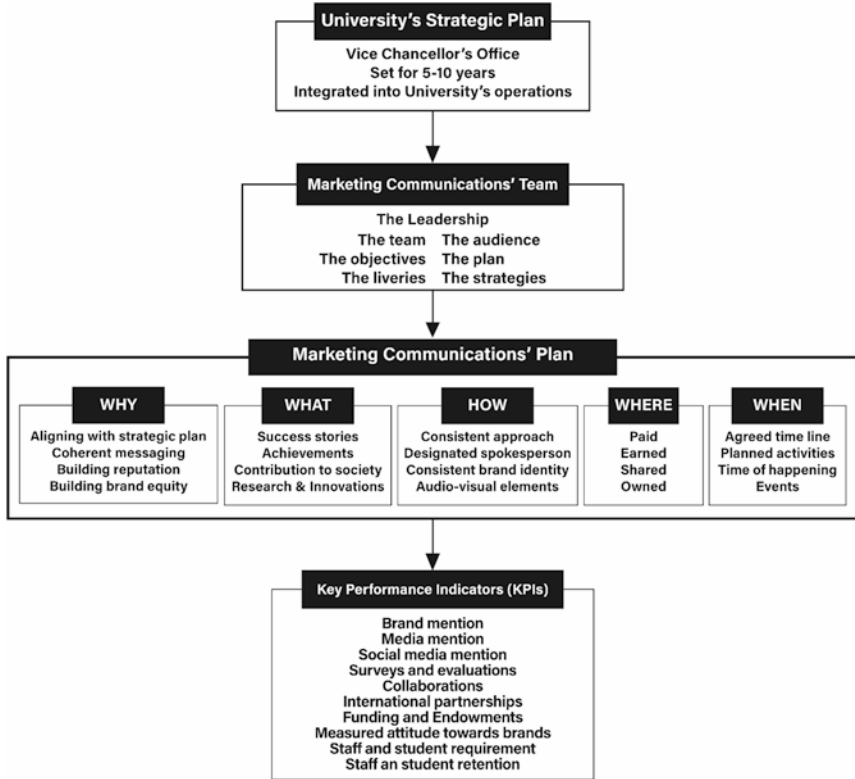 University's Strategic Plan
Vice Chancellor's Office
Set for 5-10 years
Integrated into University's operations
Marketing Communications' Team
The Leadership
The team The audience
The objectives The plan
The liveries The strategies
Marketing Communications' Plan
WHY
Aligning with strategic plan
Coherent messaging
Building reputation
Building brand equity
WHAT
Success stories
Achievements
Contribution to society
Research & Innovations
HOW
Consistent approach
Designated spokesperson
Consistent brand identity
Audio-visual elements
WHERE
Paid
Earned
Shared
Owned
WHEN
Agreed time line
Planned activities
Time of happening
Events
Key Performance Indicators (KPIs)
Brand mention
Media mention
Social media mention
Surveys and evaluations
Collaborations
International partnerships
Funding and Endowments
Measured attitude towards brands
Staff and student requirement
Staff an student retention